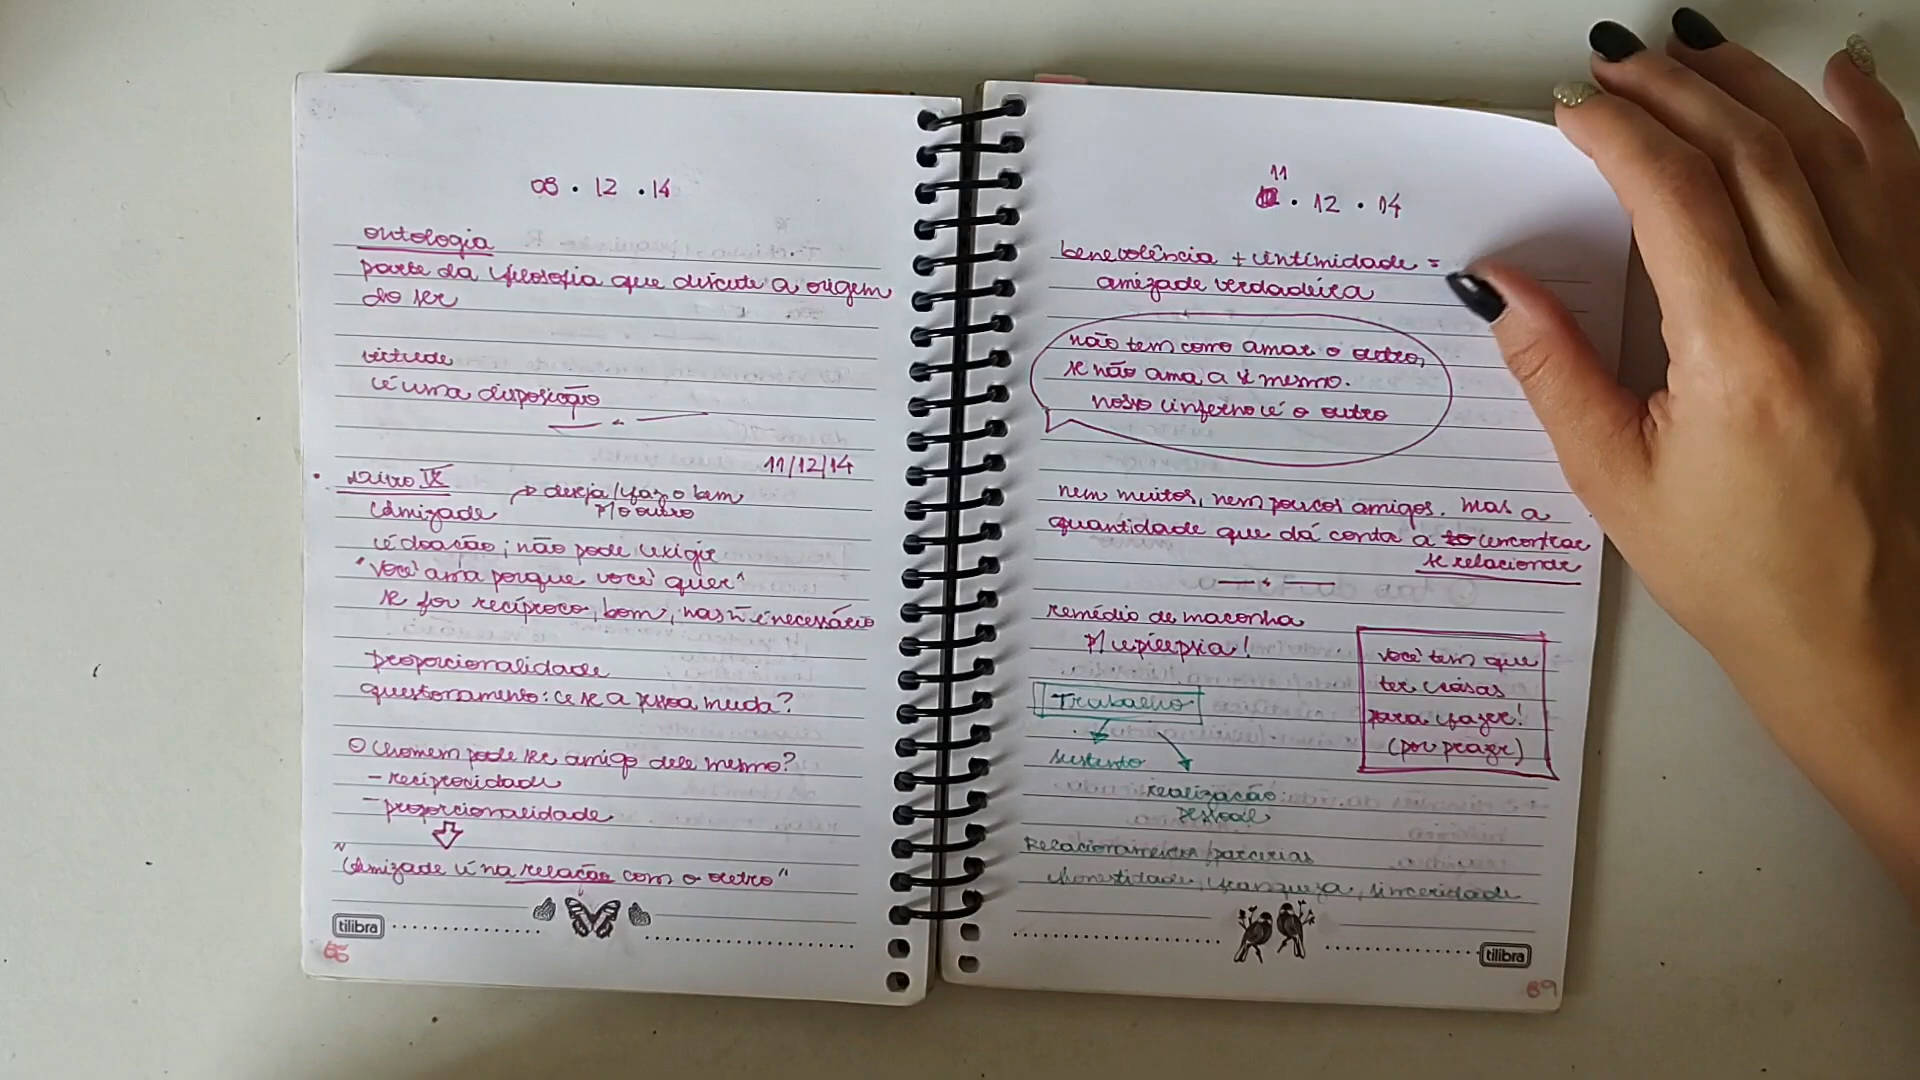 08 . 12 . 14
ontologia
parte da filosofia que discute a origem
do ser
virtude
é uma disposição
11/12/14
Livro IX
→ deseja/faz o bem
p/ o outro
Amizade
é doação; não pode exigir
"você ama porque você quer"
se for recíproco, bom, mas ñ é necessário
proporcionalidade
questionamento: e se a pessoa muda?
O homem pode ser amigo dele mesmo?
- reciprocidade
- proporcionalidade
"Amizade é na relação com o outro"
tilibra
11
. 12 . 14
benevolência + intimidade =
amizade verdadeira
não tem como amar o outro,
se não ama a si mesmo.
nosso inferno é o outro
nem muitos, nem poucos amigos. mas a
quantidade que dá conta a encontrar
se relacionar
remédio de maconha
p/ epilepsia!
você tem que
ter coisas
para fazer!
(por prazer)
Trabalho
sustento
realização
pessoal
Relacionamentos/parcerias
honestidade, franqueza, sinceridade
tilibra
89